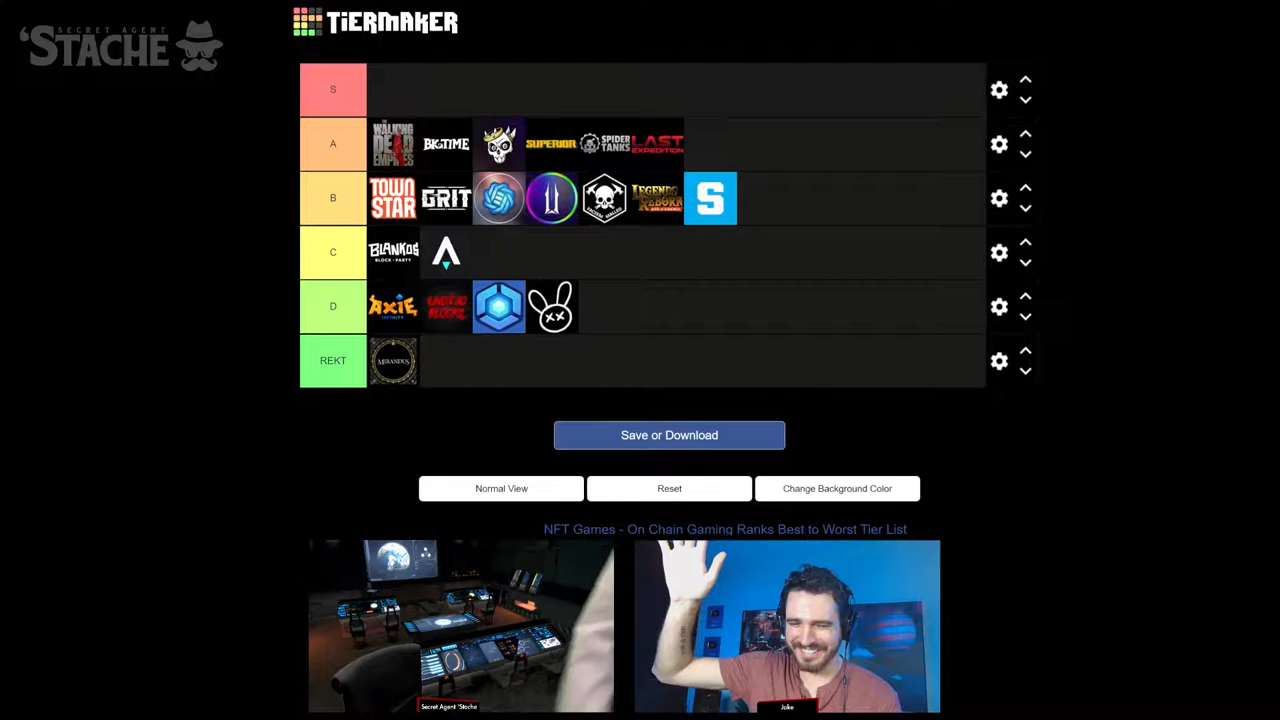 SECRET AGENT
'STACHE
TiERMAKER
S
A
THE WALKING DEAD EMPIRES
BIGTIME
SUPERIOR
SPIDER TANKS
LAST EXPEDITION
B
TOWN STAR
GRIT
LEGENDS REBORN
S
C
BLANKOS
BLOCK PARTY
D
AXIE
INFINITY
UNDEAD BLOCKS
REKT
MIRANDUS
Save or Download
Normal View
Reset
Change Background Color
NFT Games - On Chain Gaming Ranks Best to Worst Tier List
Secret Agent 'Stache
Jake